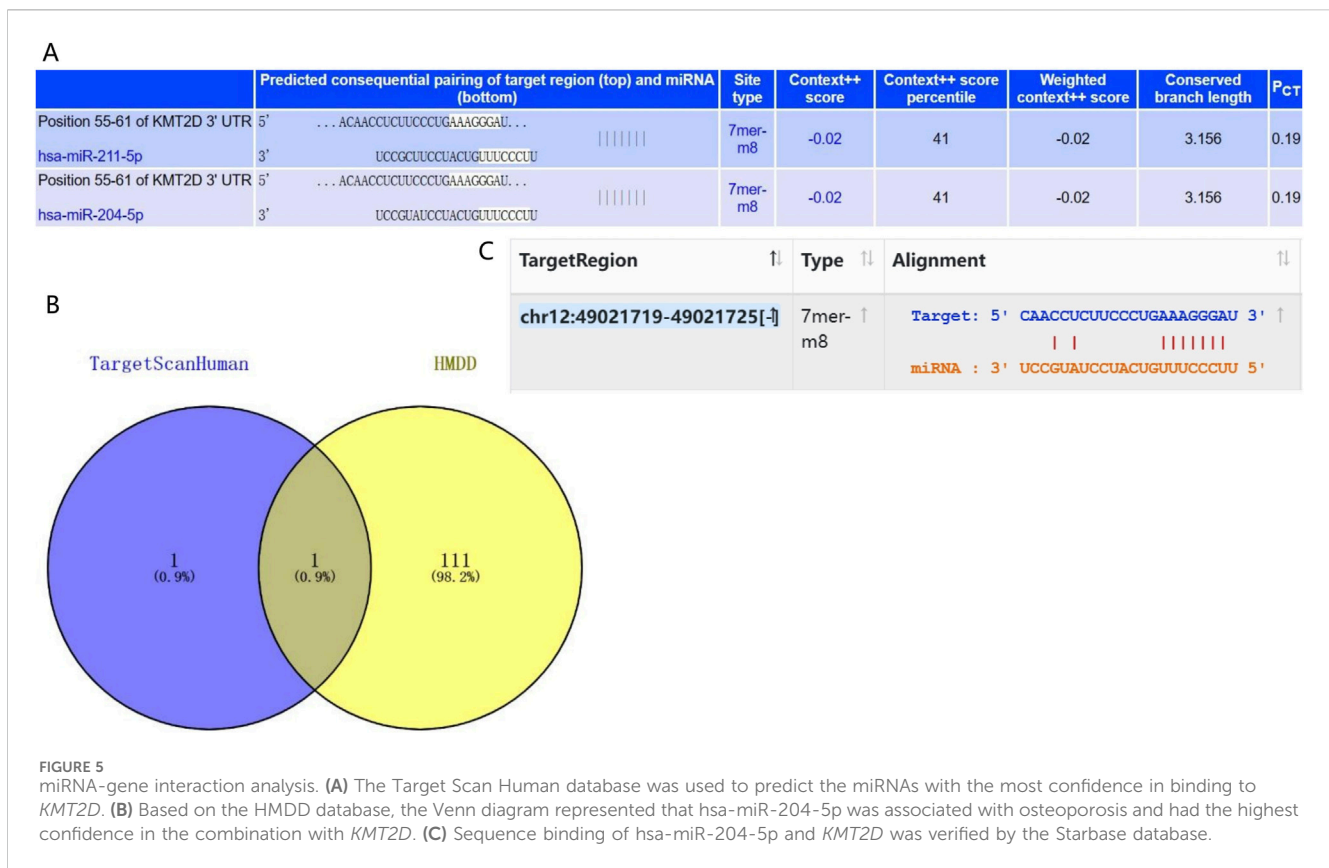 A
Predicted consequential pairing of target region (top) and miRNA (bottom) Site type Context++ score Context++ score percentile Weighted context++ score Conserved branch length PCT
Position 55-61 of KMT2D 3' UTR 5' ...ACAACCUCUUCCCUGAAAGGGAU... 7mer-m8 -0.02 41 -0.02 3.156 0.19
hsa-miR-211-5p 3' UCCGCUUCCUACUGUUUCCCUU
Position 55-61 of KMT2D 3' UTR 5' ...ACAACCUCUUCCCUGAAAGGGAU... 7mer-m8 -0.02 41 -0.02 3.156 0.19
hsa-miR-204-5p 3' UCCGUAUCCUACUGUUUCCCUU
C
TargetRegion Type Alignment
chr12:49021719-49021725[-] 7mer-m8 Target: 5' CAACCUCUUCCCUGAAAGGGAU 3'
miRNA : 3' UCCGUAUCCUACUGUUUCCCUU 5'
B
TargetScanHuman HMDD
1 1 111
(0.9%) (0.9%) (98.2%)
FIGURE 5
miRNA-gene interaction analysis. (A) The Target Scan Human database was used to predict the miRNAs with the most confidence in binding to
KMT2D. (B) Based on the HMDD database, the Venn diagram represented that hsa-miR-204-5p was associated with osteoporosis and had the highest
confidence in the combination with KMT2D. (C) Sequence binding of hsa-miR-204-5p and KMT2D was verified by the Starbase database.